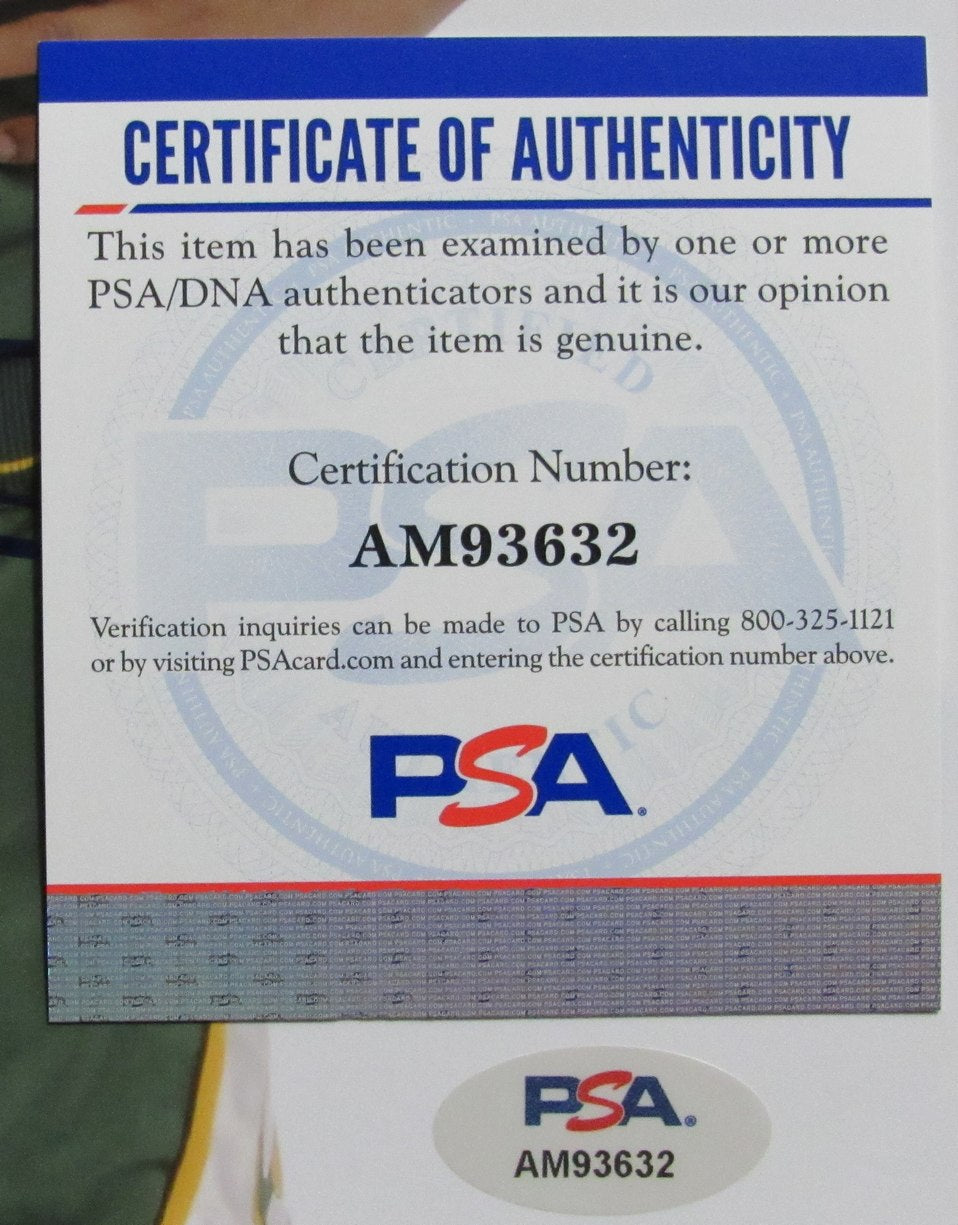 CERTIFICATE OF AUTHENTICITY
This item has been examined by one or more
PSA/DNA authenticators and it is our opinion
that the item is genuine.
Certification Number:
AM93632
Verification inquiries can be made to PSA by calling 800-325-1121
or by visiting PSAcard.com and entering the certification number above.
PSA®
PSA®
AM93632